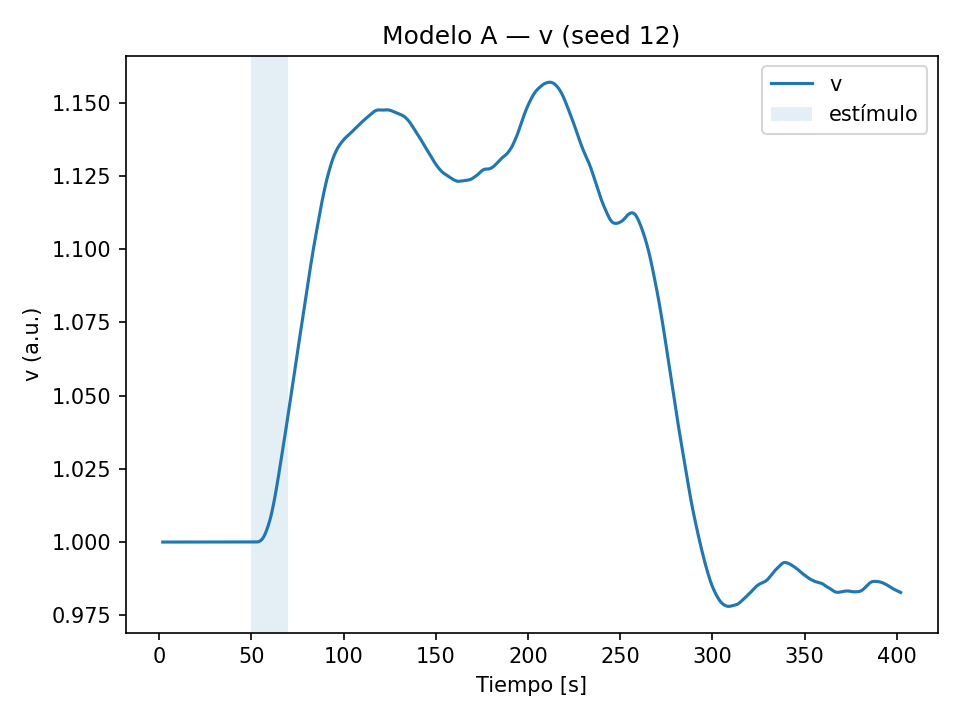 Modelo A — v (seed 12)
v
estímulo
v (a.u.)
1.150
1.125
1.100
1.075
1.050
1.025
1.000
0.975
0 50 100 150 200 250 300 350 400
Tiempo [s]